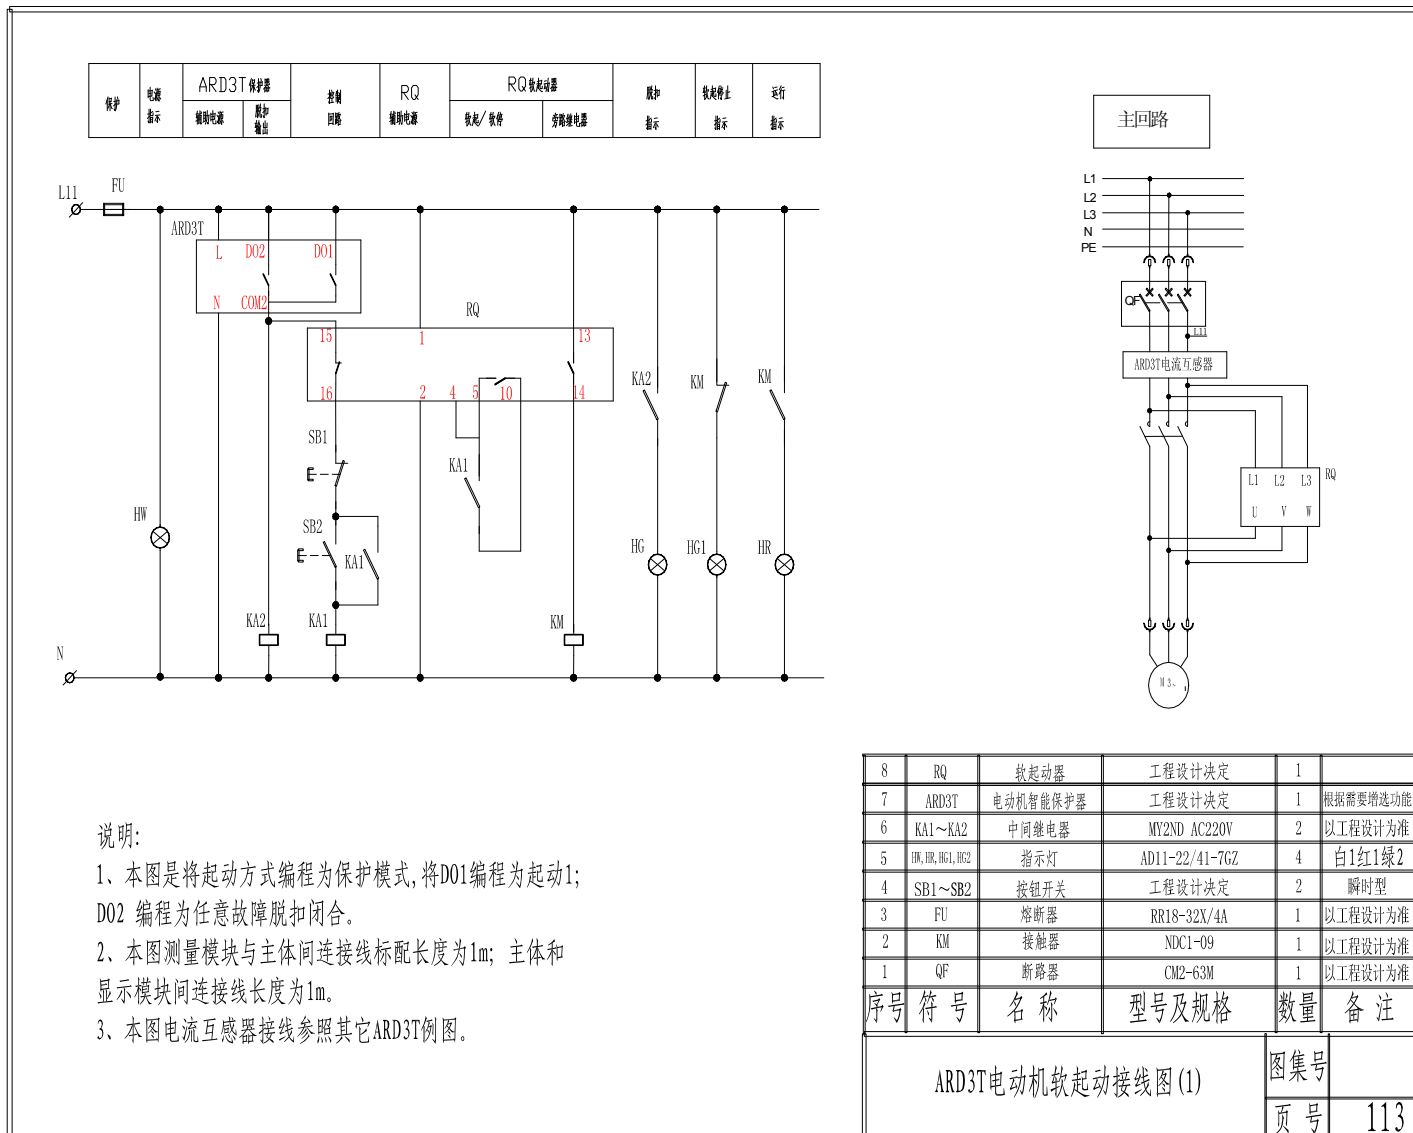 保护
电源
指示
ARD3T保护器
辅助电源
脱扣
输出
控制
回路
RQ
辅助电源
RQ软起动器
软起/软停
旁路继电器
脱扣
指示
软起停止
指示
运行
指示
主回路
L11
FU
ARD3T
L
DO2
DO1
N
COM2
RQ
15
1
13
16
2
4
5
10
14
SB1
KA1
KA2
KM
KM
HW
SB2
KA1
HG
HG1
HR
KA2
KA1
KM
N
L1
L2
L3
N
PE
QF
L11
ARD3T电流互感器
L1
L2
L3
RQ
U
V
W
M 3~
说明:
1、本图是将起动方式编程为保护模式,将DO1编程为起动1;
DO2 编程为任意故障脱扣闭合。
2、本图测量模块与主体间连接线标配长度为1m; 主体和
显示模块间连接线长度为1m。
3、本图电流互感器接线参照其它ARD3T例图。
8 RQ 软起动器 工程设计决定 1
7 ARD3T 电动机智能保护器 工程设计决定 1 根据需要增选功能
6 KA1~KA2 中间继电器 MY2ND AC220V 2 以工程设计为准
5 HW,HR,HG1,HG2 指示灯 AD11-22/41-7GZ 4 白1红1绿2
4 SB1~SB2 按钮开关 工程设计决定 2 瞬时型
3 FU 熔断器 RR18-32X/4A 1 以工程设计为准
2 KM 接触器 NDC1-09 1 以工程设计为准
1 QF 断路器 CM2-63M 1 以工程设计为准
序号 符号 名称 型号及规格 数量 备注
ARD3T电动机软起动接线图(1)
图集号
页号 113